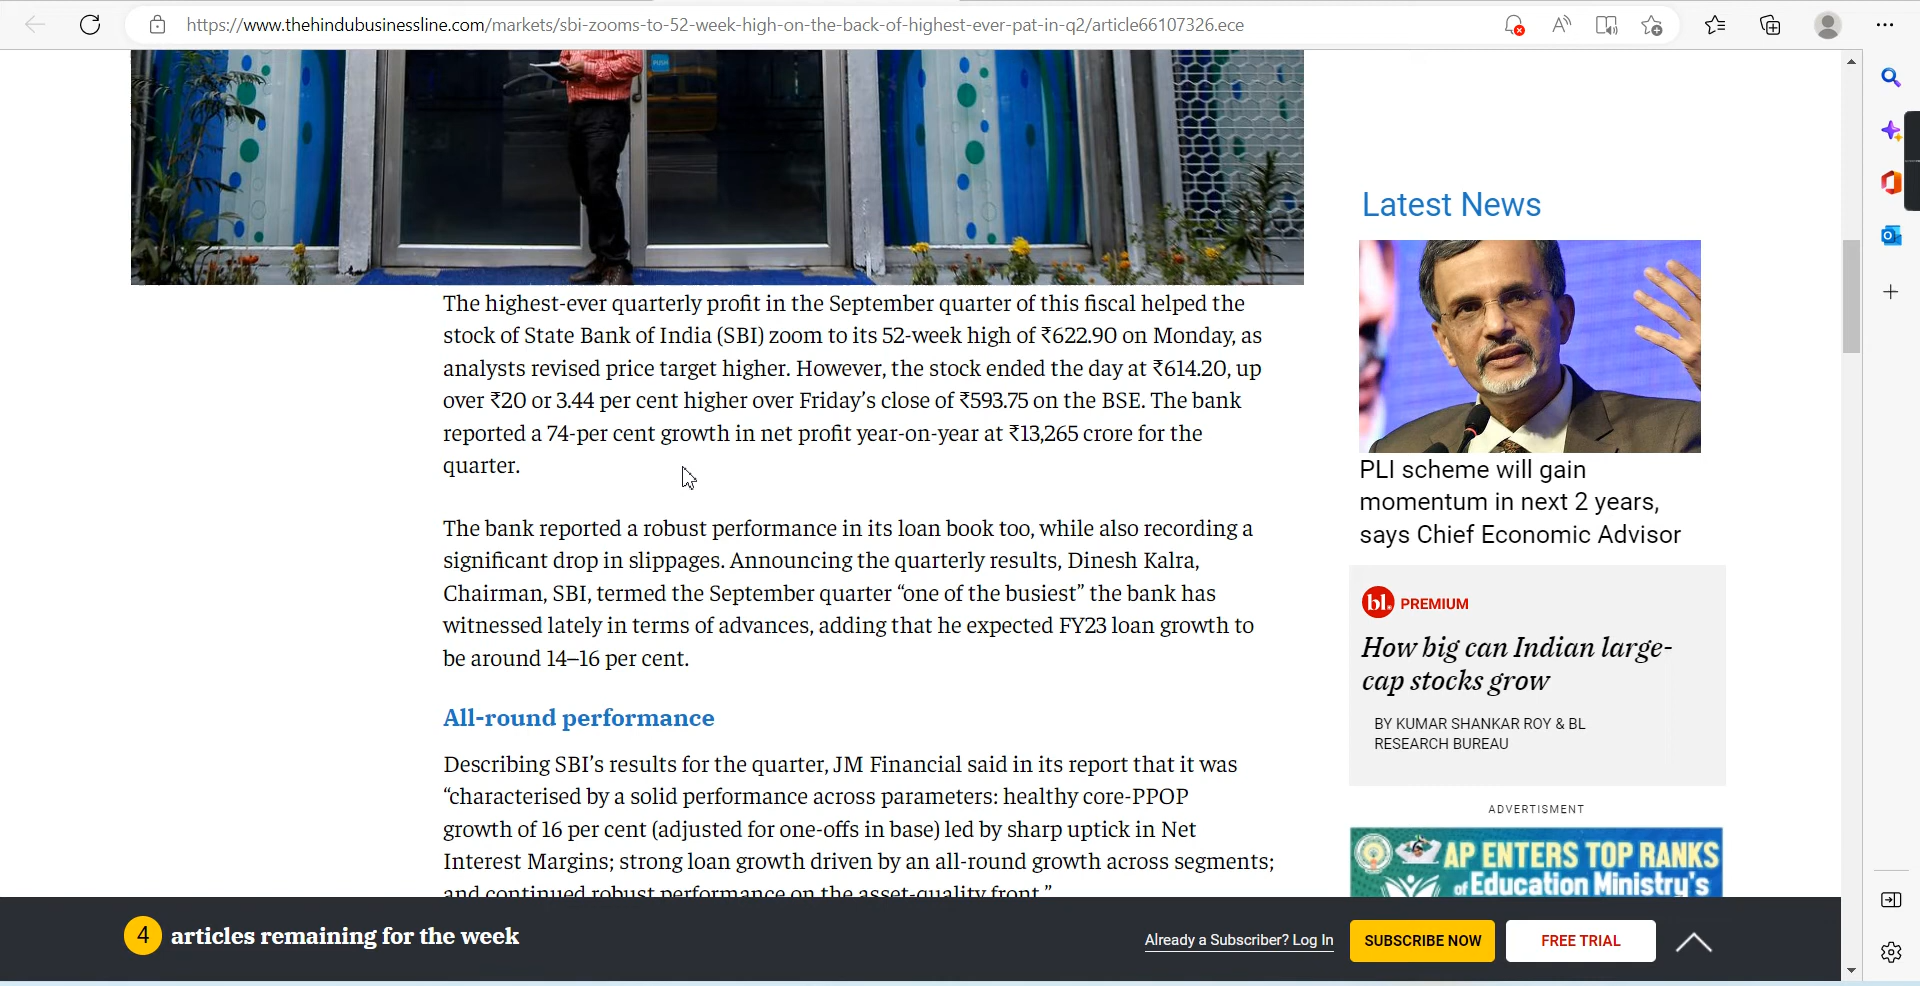 https://www.thehindubusinessline.com/markets/sbi-zooms-to-52-week-high-on-the-back-of-highest-ever-pat-in-q2/article66107326.ece
PUSH
The highest-ever quarterly profit in the September quarter of this fiscal helped the
stock of State Bank of India (SBI) zoom to its 52-week high of ₹622.90 on Monday, as
analysts revised price target higher. However, the stock ended the day at ₹614.20, up
over ₹20 or 3.44 per cent higher over Friday’s close of ₹593.75 on the BSE. The bank
reported a 74-per cent growth in net profit year-on-year at ₹13,265 crore for the
quarter.
The bank reported a robust performance in its loan book too, while also recording a
significant drop in slippages. Announcing the quarterly results, Dinesh Kalra,
Chairman, SBI, termed the September quarter “one of the busiest” the bank has
witnessed lately in terms of advances, adding that he expected FY23 loan growth to
be around 14–16 per cent.
All-round performance
Describing SBI’s results for the quarter, JM Financial said in its report that it was
“characterised by a solid performance across parameters: healthy core-PPOP
growth of 16 per cent (adjusted for one-offs in base) led by sharp uptick in Net
Interest Margins; strong loan growth driven by an all-round growth across segments;
and continued robust performance on the asset-quality front.”
Latest News
PLI scheme will gain
momentum in next 2 years,
says Chief Economic Advisor
bl. PREMIUM
How big can Indian large-
cap stocks grow
BY KUMAR SHANKAR ROY & BL
RESEARCH BUREAU
ADVERTISMENT
AP ENTERS TOP RANKS
of Education Ministry's
4 articles remaining for the week
Already a Subscriber? Log In
SUBSCRIBE NOW
FREE TRIAL